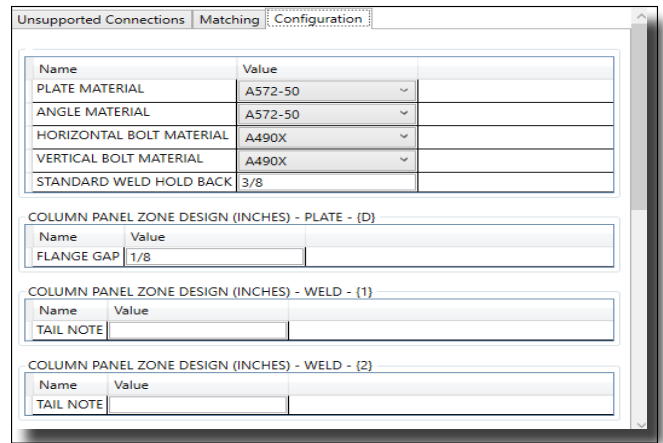 Unsupported Connections Matching Configuration
Name Value
PLATE MATERIAL A572-50
ANGLE MATERIAL A572-50
HORIZONTAL BOLT MATERIAL A490X
VERTICAL BOLT MATERIAL A490X
STANDARD WELD HOLD BACK 3/8
COLUMN PANEL ZONE DESIGN (INCHES) - PLATE - {D}
Name Value
FLANGE GAP 1/8
COLUMN PANEL ZONE DESIGN (INCHES) - WELD - {1}
Name Value
TAIL NOTE
COLUMN PANEL ZONE DESIGN (INCHES) - WELD - {2}
Name Value
TAIL NOTE